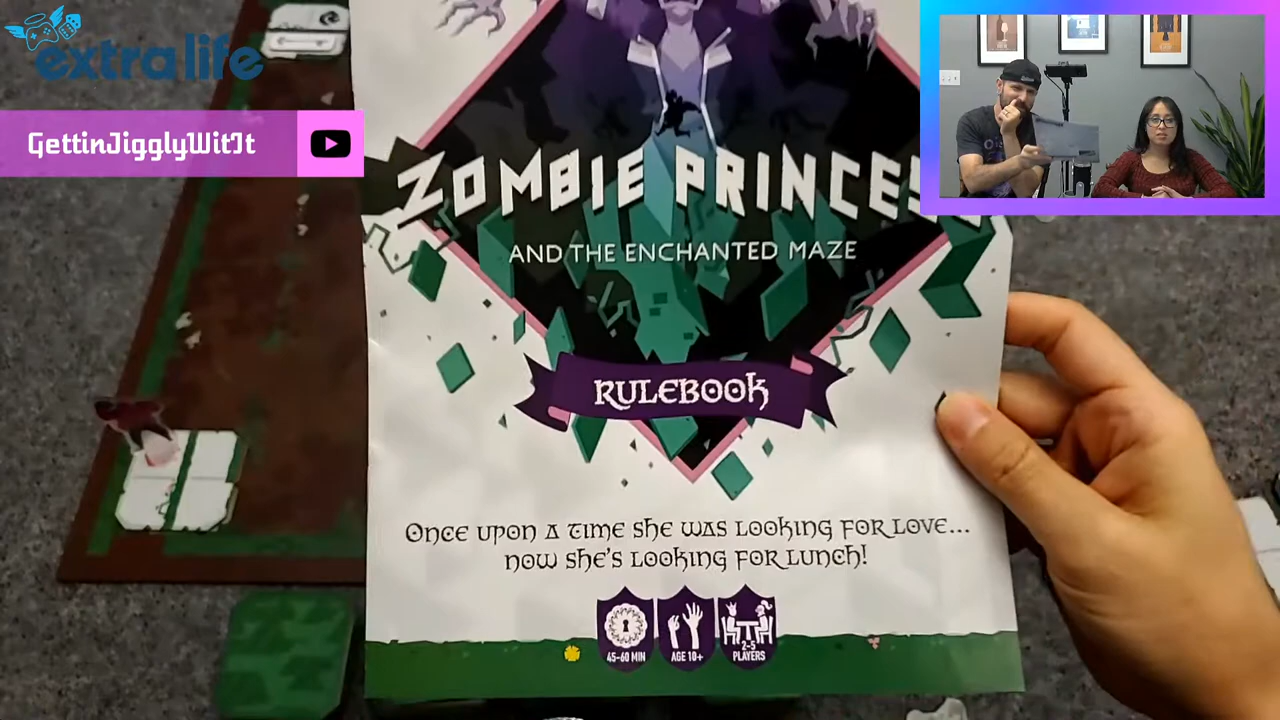 extra life
GettinJigglyWitIt
ZOMBIE PRINCES
AND THE ENCHANTED MAZE
RULEBOOK
ONCE UPON A TIME SHE WAS LOOKING FOR LOVE...
NOW SHE'S LOOKING FOR LUNCH!
45-60 MIN
AGE 10+
2-5
PLAYERS